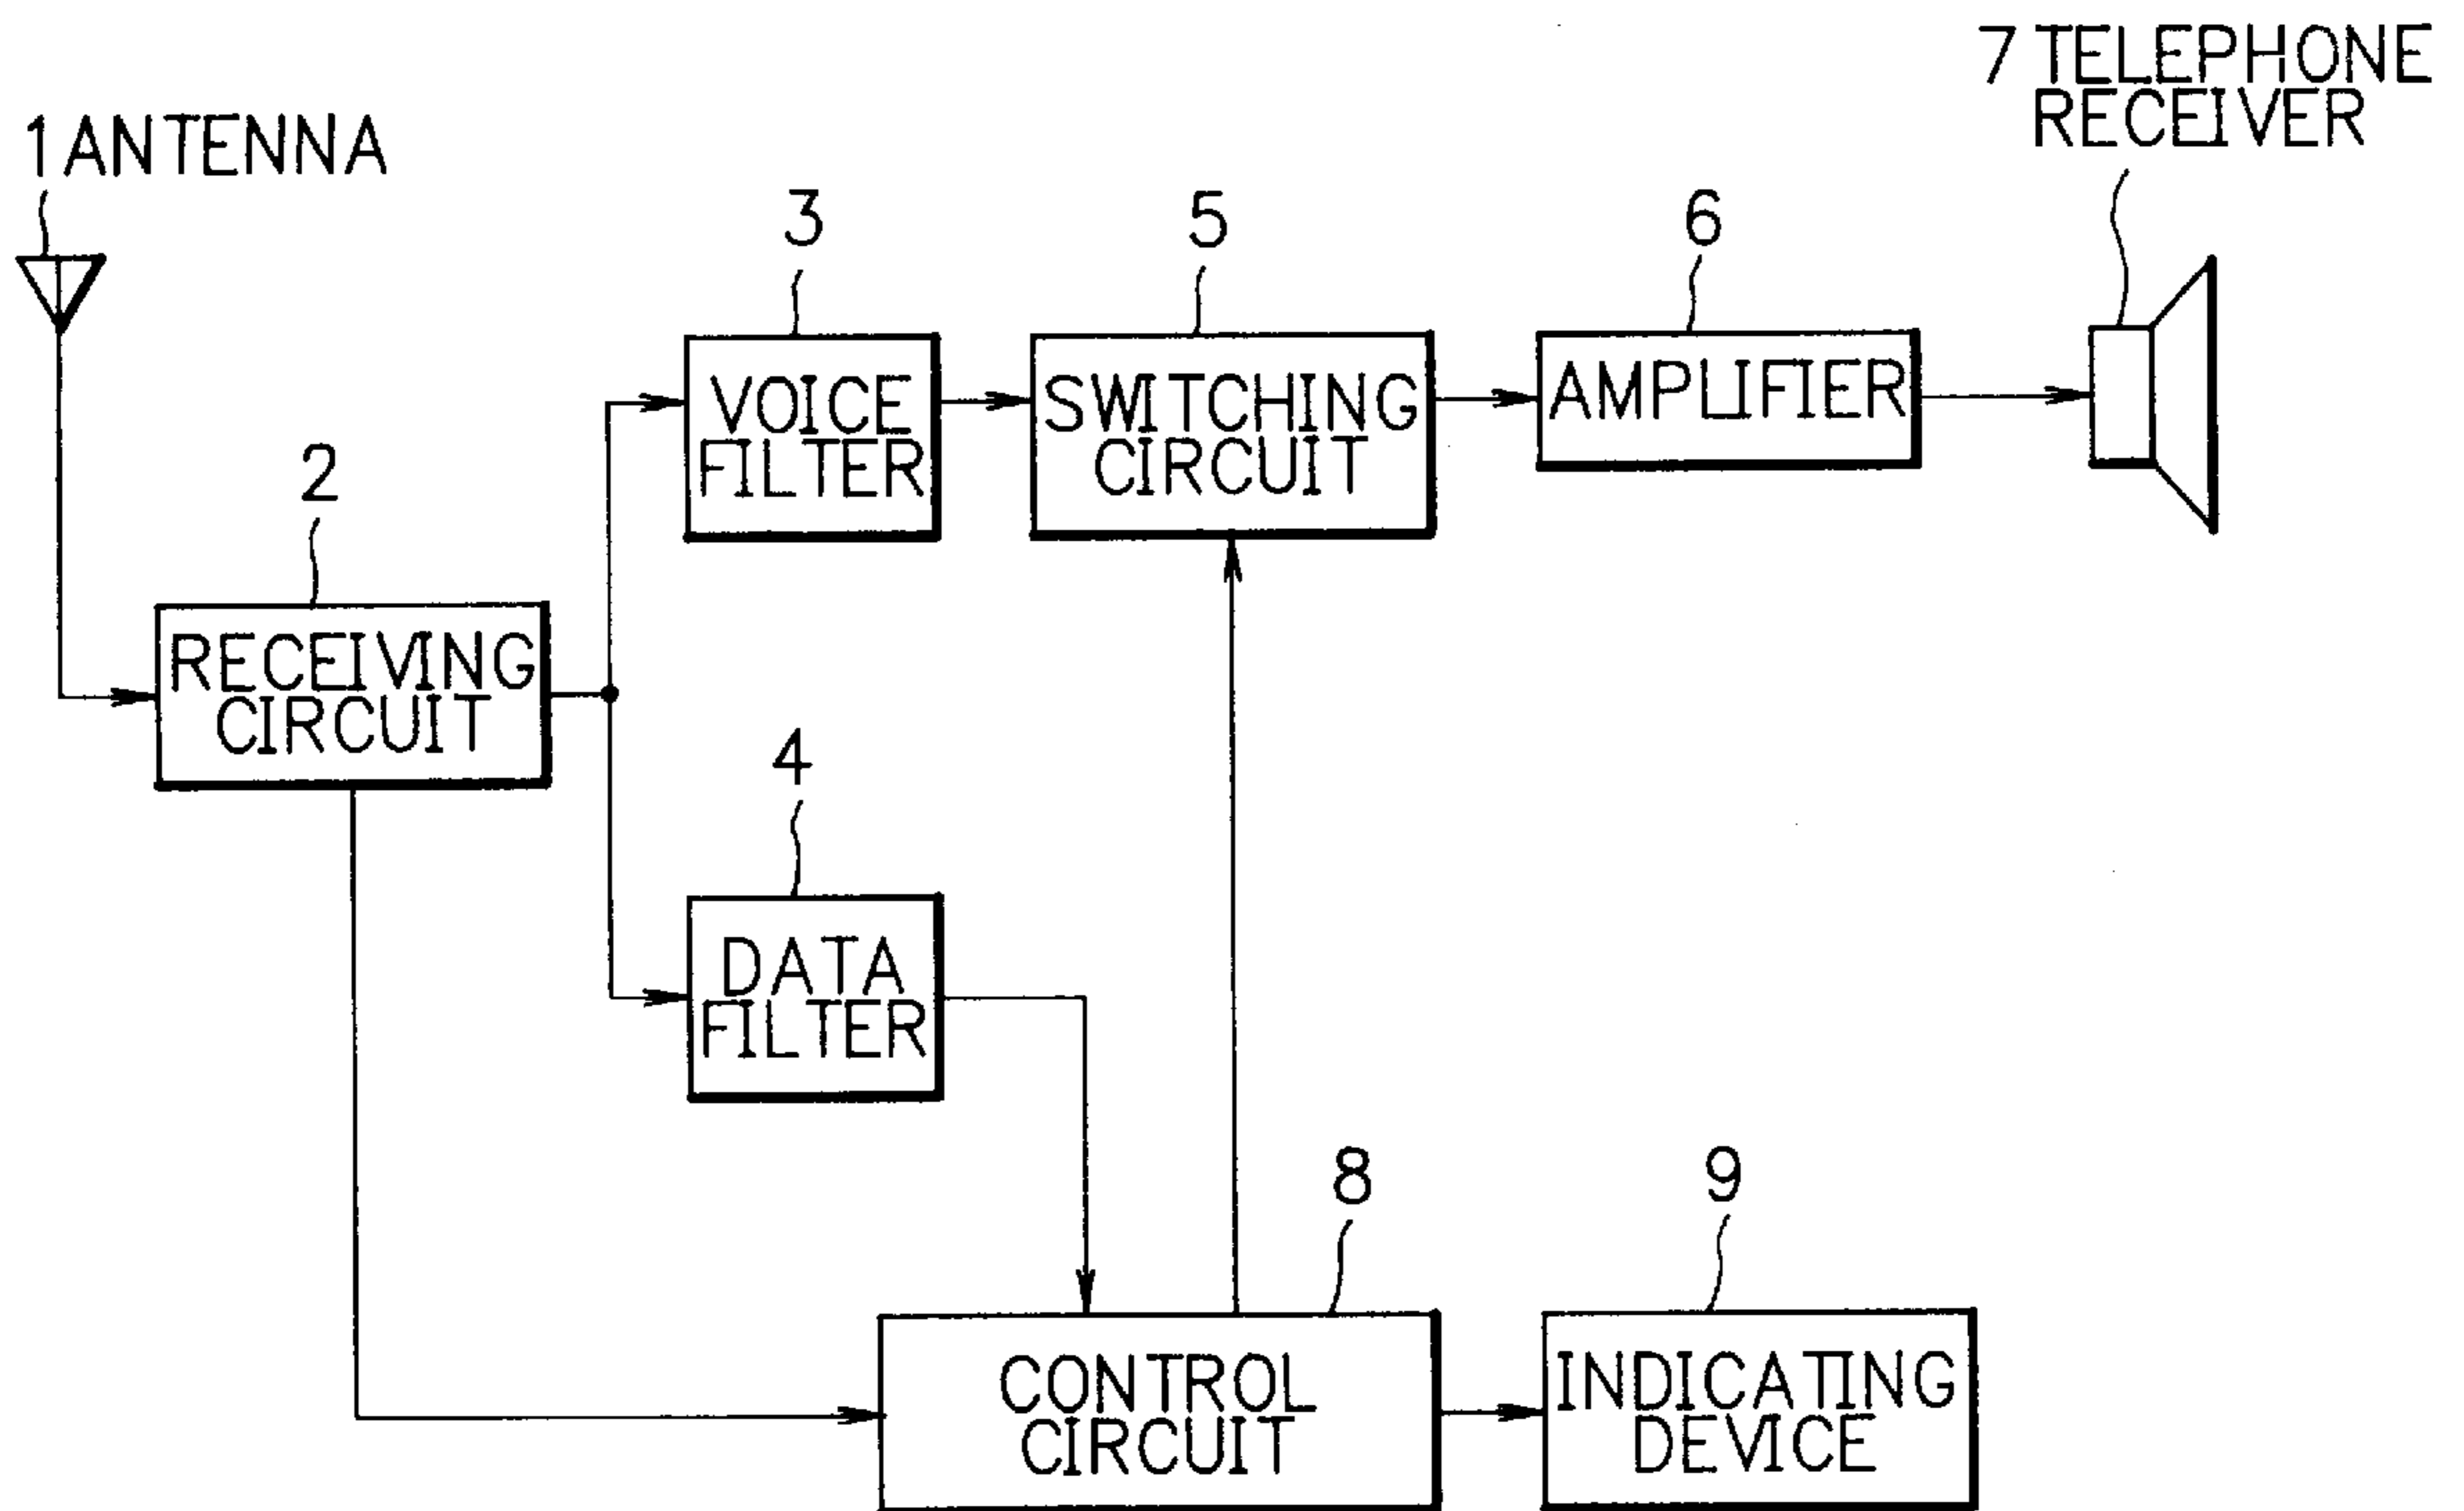 7 TELEPHONE
RECEIVER
1 ANTENNA
3
5
6
VOICE
FILTER
SWITCHING
CIRCUIT
AMPLIFIER
2
RECEIVING
CIRCUIT
4
DATA
FILTER
8
9
CONTROL
CIRCUIT
INDICATING
DEVICE